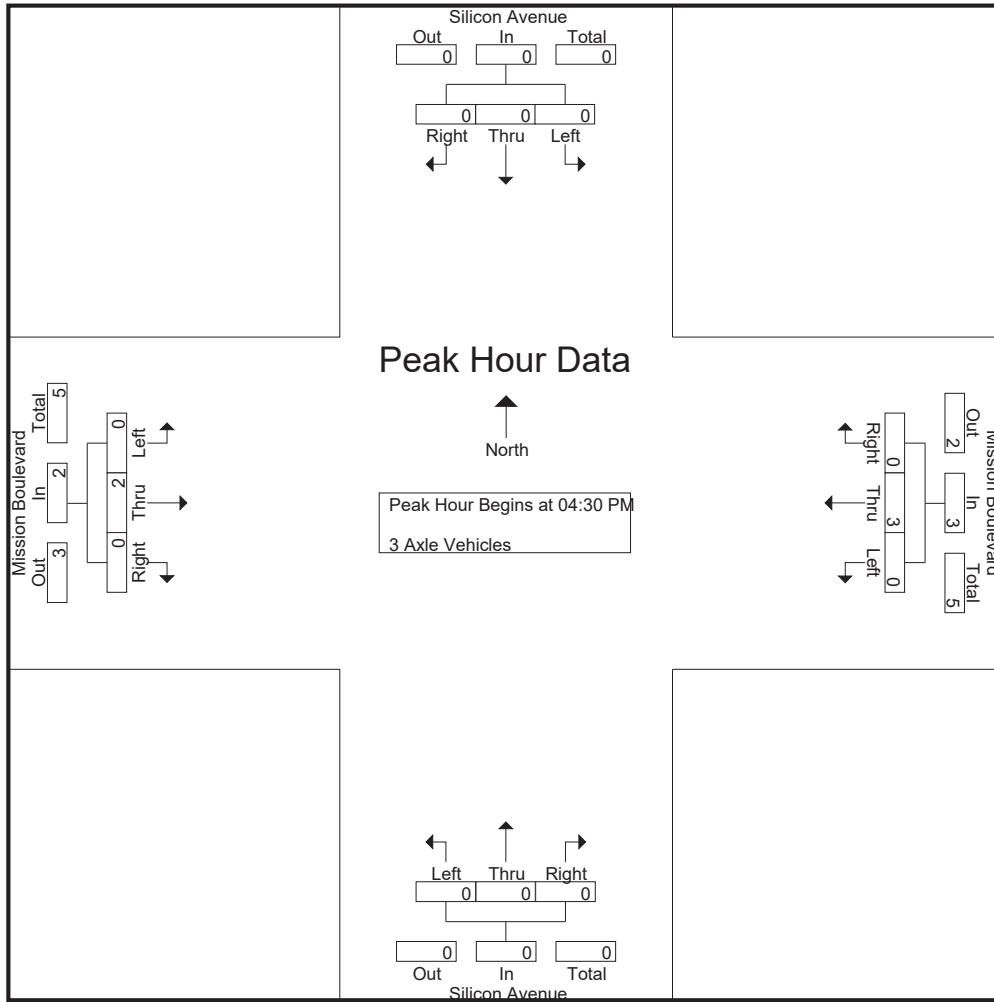 Silicon Avenue
Out In Total
0 0 0
0 0 0
Right Thru Left
Peak Hour Data
North
Peak Hour Begins at 04:30 PM
3 Axle Vehicles
Mission Boulevard
Out In Total
3 2 5
0 2 0
Left Thru Right
Mission Boulevard
Out In Total
2 3 5
0 3 0
Right Thru Left
Left Thru Right
0 0 0
0 0 0
Out In Total
Silicon Avenue